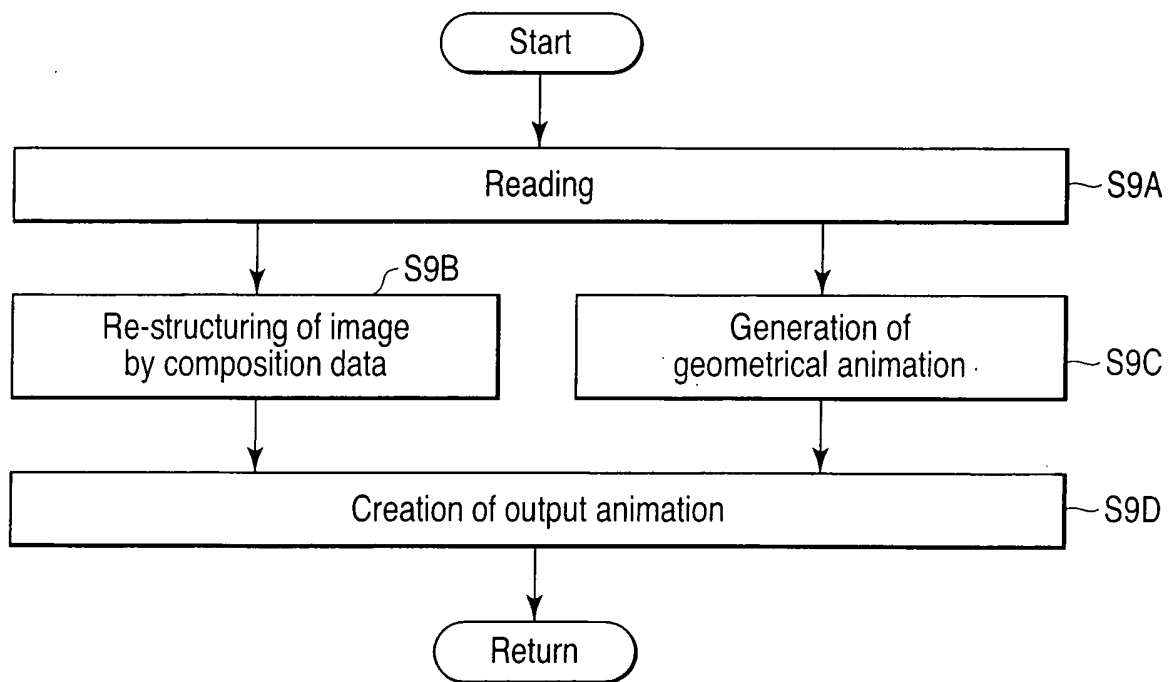 Start
Reading
S9A
S9B
Re-structuring of image
by composition data
Generation of
geometrical animation
S9C
Creation of output animation
S9D
Return